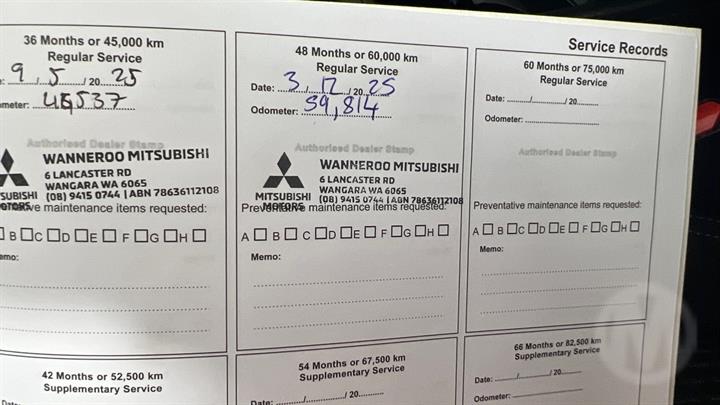 Service Records
36 Months or 45,000 km
Regular Service
9 / 5 / 20 25
meter: 537
Authorised Dealer Stamp
WANNEROO MITSUBISHI
6 LANCASTER RD
WANGARA WA 6065
(08) 9415 0744 | ABN 78636112108
SUBISHI
MOTORS
maintenance items requested:
B C D E F G H
emo:
48 Months or 60,000 km
Regular Service
Date: 3 / 12 / 20 25
Odometer: 59,814
Authorised Dealer Stamp
WANNEROO MITSUBISHI
6 LANCASTER RD
WANGARA WA 6065
(08) 9415 0744 | ABN 78636112108
MITSUBISHI
MOTORS
Preventative maintenance items requested:
A B C D E F G H
Memo:
60 Months or 75,000 km
Regular Service
Date: / / 20
Odometer:
Authorised Dealer Stamp
Preventative maintenance items requested:
A B C D E F G H
Memo:
42 Months or 52,500 km
Supplementary Service
54 Months or 67,500 km
Supplementary Service
Date: / / 20
66 Months or 82,500 km
Supplementary Service
Date: / / 20
Odometer: